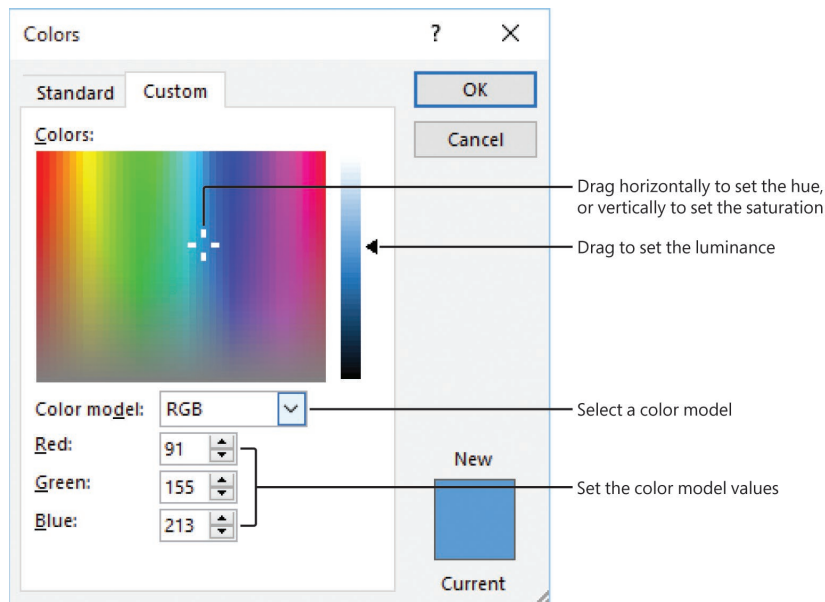 Colors ? X
Standard Custom
OK
Colors:
Cancel
Drag horizontally to set the hue,
or vertically to set the saturation
Drag to set the luminance
Color model: RGB
Select a color model
Red: 91
New
Green: 155
Set the color model values
Blue: 213
Current